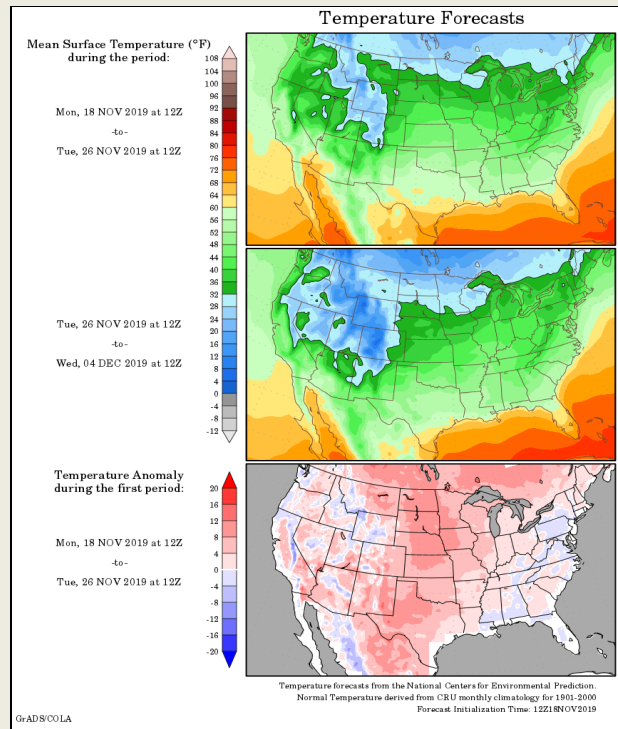 Temperature Forecasts
Mean Surface Temperature (°F)
during the period:
Mon, 18 NOV 2019 at 12Z
-to-
Tue, 26 NOV 2019 at 12Z
108
104
100
96
92
88
84
80
76
72
68
64
60
56
52
48
44
40
36
32
28
24
20
16
12
8
4
0
-4
-8
-12
Tue, 26 NOV 2019 at 12Z
-to-
Wed, 04 DEC 2019 at 12Z
Temperature Anomaly
during the first period:
Mon, 18 NOV 2019 at 12Z
-to-
Tue, 26 NOV 2019 at 12Z
20
16
12
8
4
0
-4
-8
-12
-16
-20
Temperature forecasts from the National Centers for Environmental Prediction.
Normal Temperature derived from CRU monthly climatology for 1901-2000
Forecast Initialization Time: 12Z18NOV2019
GrADS/COLA